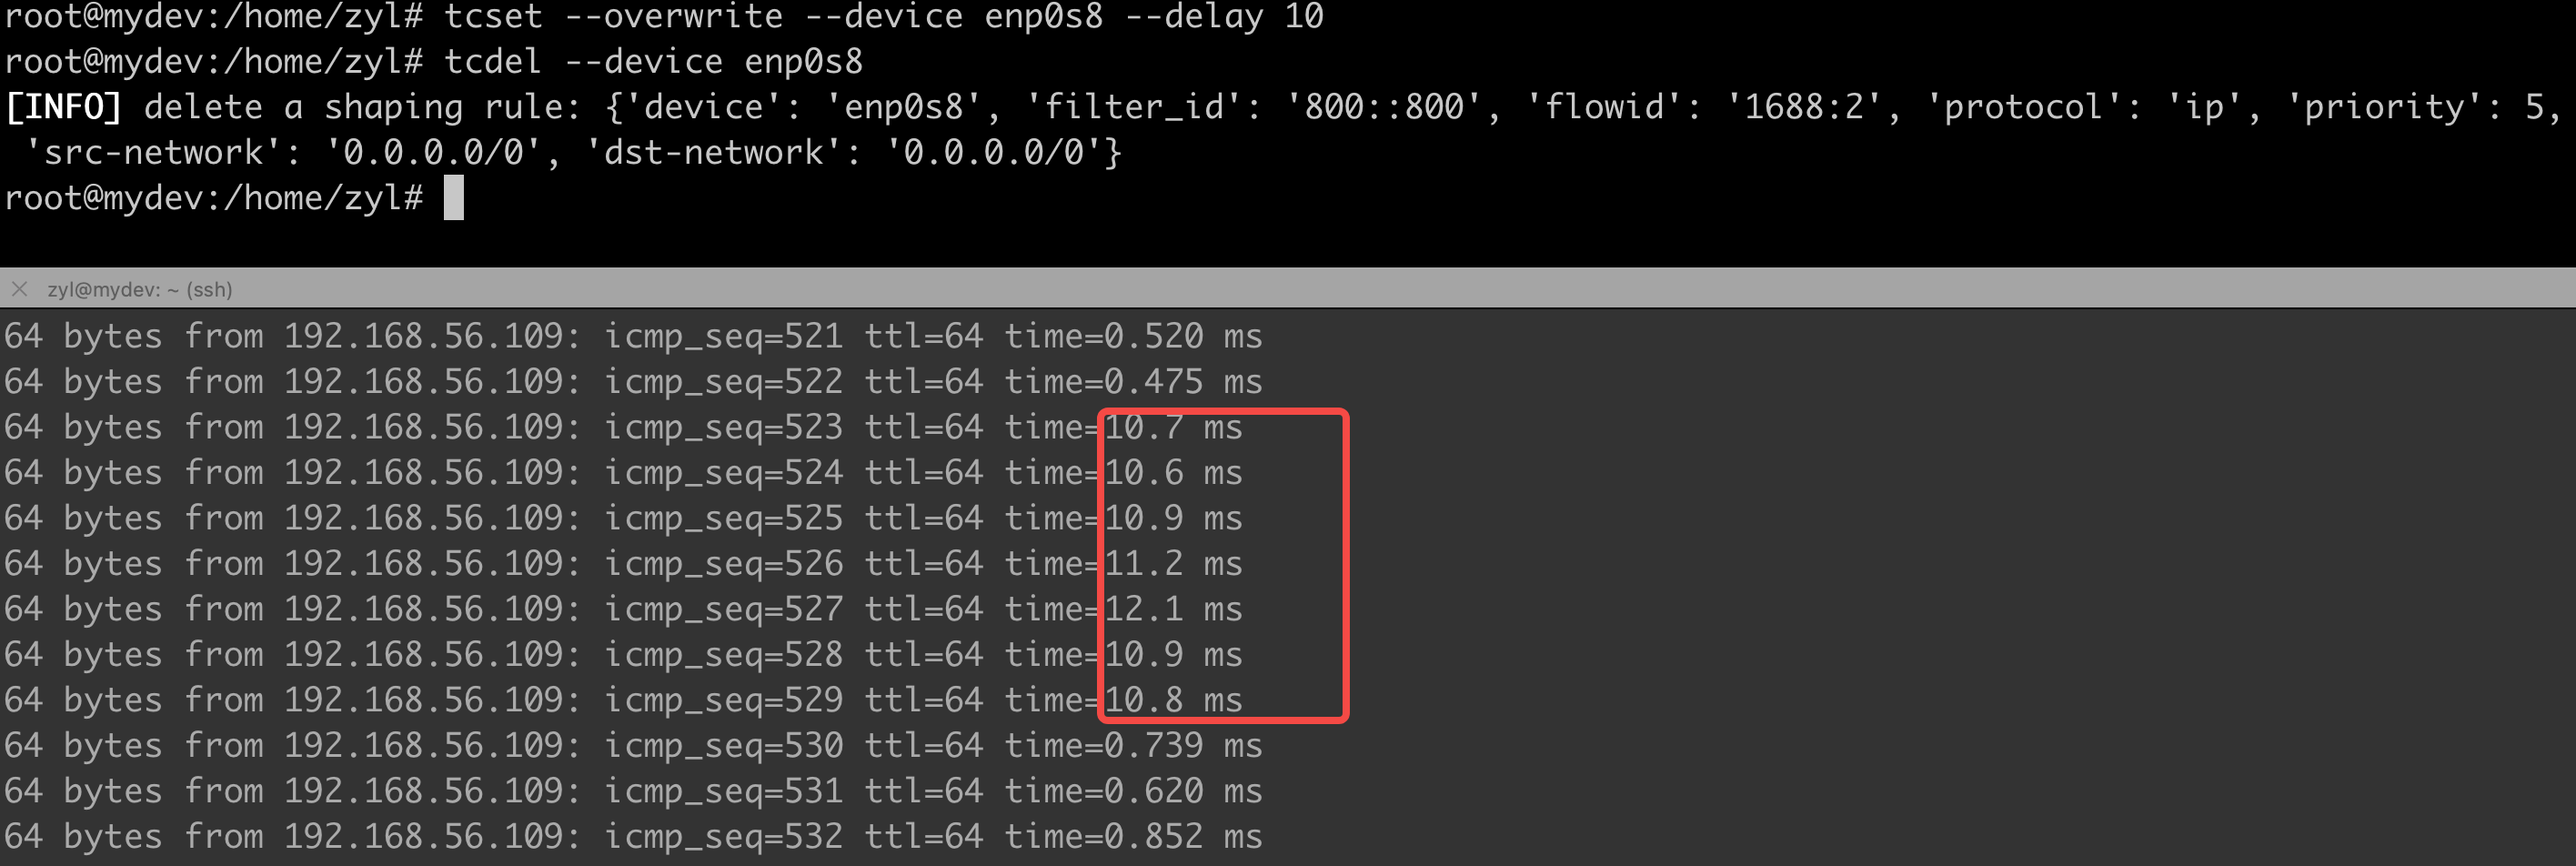 root@mydev:/home/zyl# tcset --overwrite --device enp0s8 --delay 10
root@mydev:/home/zyl# tcdel --device enp0s8
[INFO] delete a shaping rule: {'device': 'enp0s8', 'filter_id': '800::800', 'flowid': '1688:2', 'protocol': 'ip', 'priority': 5,
 'src-network': '0.0.0.0/0', 'dst-network': '0.0.0.0/0'}
root@mydev:/home/zyl#
zyl@mydev: ~ (ssh)
64 bytes from 192.168.56.109: icmp_seq=521 ttl=64 time=0.520 ms
64 bytes from 192.168.56.109: icmp_seq=522 ttl=64 time=0.475 ms
64 bytes from 192.168.56.109: icmp_seq=523 ttl=64 time=10.7 ms
64 bytes from 192.168.56.109: icmp_seq=524 ttl=64 time=10.6 ms
64 bytes from 192.168.56.109: icmp_seq=525 ttl=64 time=10.9 ms
64 bytes from 192.168.56.109: icmp_seq=526 ttl=64 time=11.2 ms
64 bytes from 192.168.56.109: icmp_seq=527 ttl=64 time=12.1 ms
64 bytes from 192.168.56.109: icmp_seq=528 ttl=64 time=10.9 ms
64 bytes from 192.168.56.109: icmp_seq=529 ttl=64 time=10.8 ms
64 bytes from 192.168.56.109: icmp_seq=530 ttl=64 time=0.739 ms
64 bytes from 192.168.56.109: icmp_seq=531 ttl=64 time=0.620 ms
64 bytes from 192.168.56.109: icmp_seq=532 ttl=64 time=0.852 ms